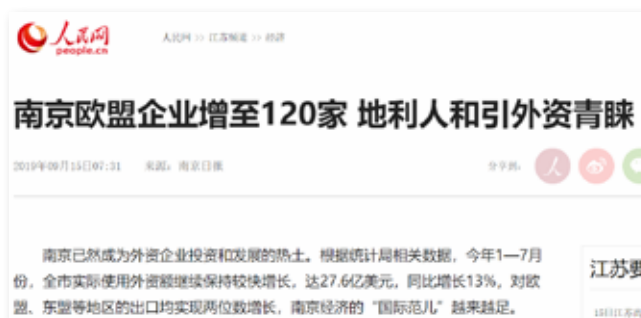 人民网
people.cn
人民网 >> 江苏频道 >> 经济
南京欧盟企业增至120家 地利人和引外资青睐
2019年09月15日07:31 来源：南京日报
分享到：
人
南京已然成为外资企业投资和发展的热土。根据统计局相关数据，今年1—7月
份，全市实际使用外资额继续保持较快增长，达27.6亿美元，同比增长13%，对欧
盟、东盟等地区的出口均实现两位数增长，南京经济的“国际范儿”越来越足。
江苏要